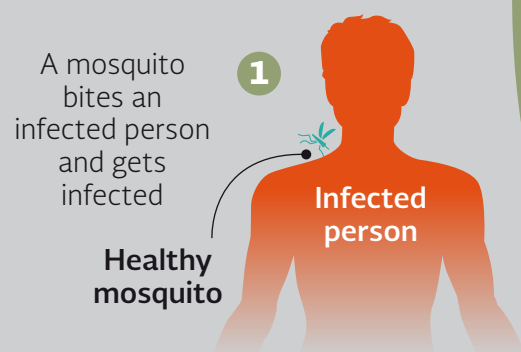 1
A mosquito
bites an
infected person
and gets
infected
Infected
person
Healthy
mosquito